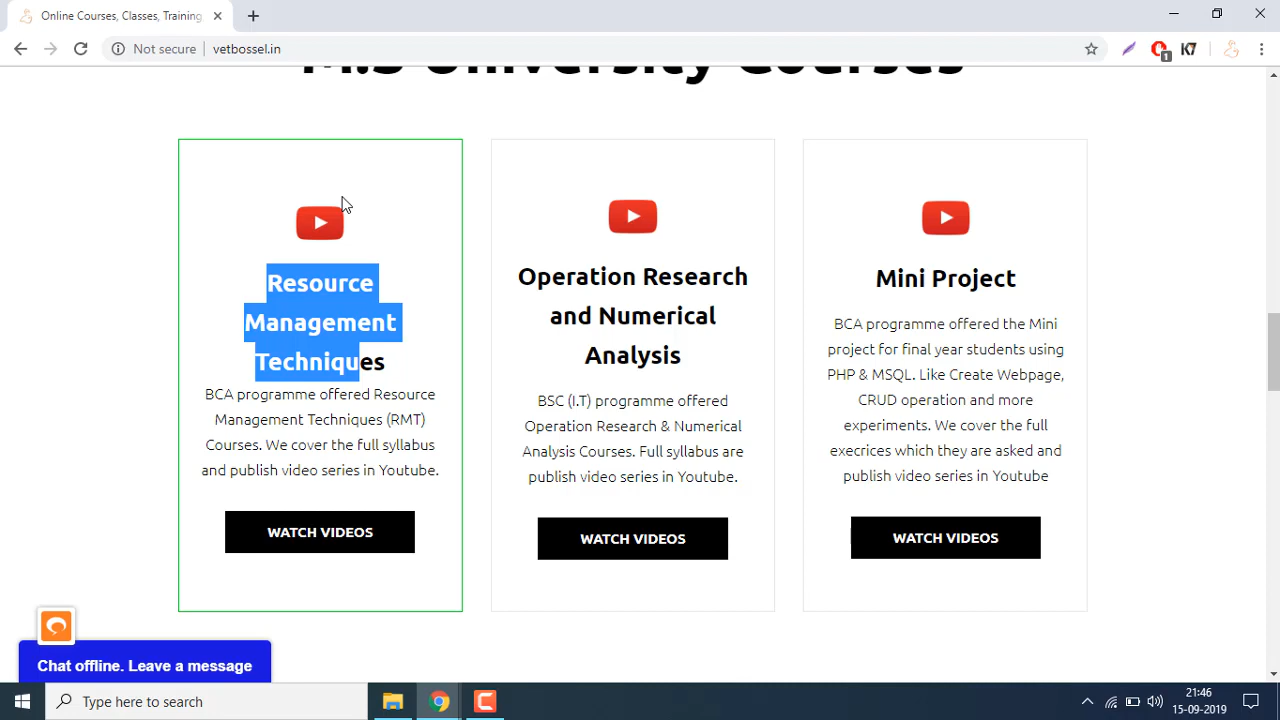 Online Courses, Classes, Training
Not secure
vetbossel.in
1
K7
M.S University Courses
Resource
Management
Techniques
BCA programme offered Resource
Management Techniques (RMT)
Courses. We cover the full syllabus
and publish video series in Youtube.
WATCH VIDEOS
Operation Research
and Numerical
Analysis
BSC (I.T) programme offered
Operation Research & Numerical
Analysis Courses. Full syllabus are
publish video series in Youtube.
WATCH VIDEOS
Mini Project
BCA programme offered the Mini
project for final year students using
PHP & MSQL. Like Create Webpage,
CRUD operation and more
experiments. We cover the full
execrices which they are asked and
publish video series in Youtube
WATCH VIDEOS
Chat offline. Leave a message
Type here to search
21:46
15-09-2019